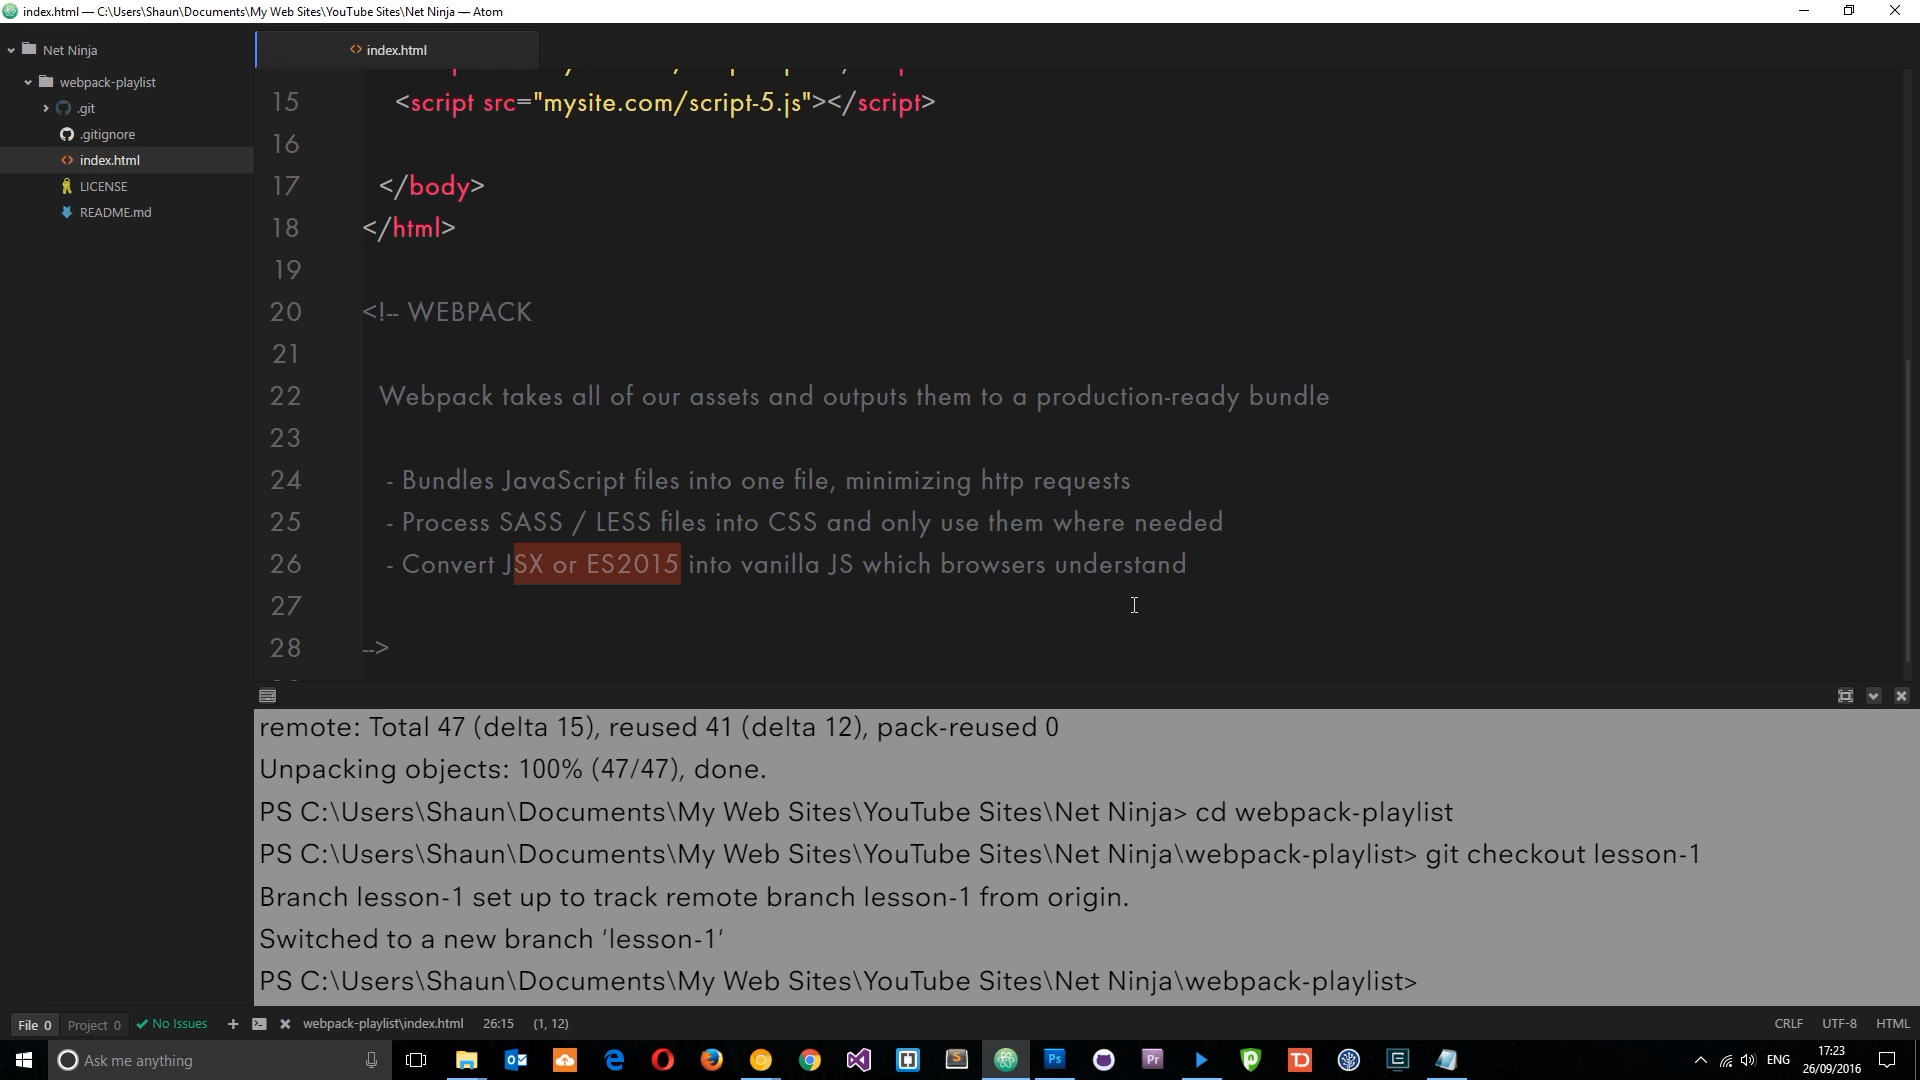 index.html — C:\Users\Shaun\Documents\My Web Sites\YouTube Sites\Net Ninja — Atom
Net Ninja
webpack-playlist
.git
.gitignore
index.html
LICENSE
README.md
index.html
15 <script src="mysite.com/script-5.js"></script>
16
17 </body>
18 </html>
19
20 <!-- WEBPACK
21
22 Webpack takes all of our assets and outputs them to a production-ready bundle
23
24 - Bundles JavaScript files into one file, minimizing http requests
25 - Process SASS / LESS files into CSS and only use them where needed
26 - Convert JSX or ES2015 into vanilla JS which browsers understand
27
28 -->
remote: Total 47 (delta 15), reused 41 (delta 12), pack-reused 0
Unpacking objects: 100% (47/47), done.
PS C:\Users\Shaun\Documents\My Web Sites\YouTube Sites\Net Ninja> cd webpack-playlist
PS C:\Users\Shaun\Documents\My Web Sites\YouTube Sites\Net Ninja\webpack-playlist> git checkout lesson-1
Branch lesson-1 set up to track remote branch lesson-1 from origin.
Switched to a new branch 'lesson-1'
PS C:\Users\Shaun\Documents\My Web Sites\YouTube Sites\Net Ninja\webpack-playlist>
File 0 Project 0 No Issues webpack-playlist\index.html 26:15 (1, 12) CRLF UTF-8 HTML
Ask me anything
Ps Pr TD
ENG
17:23
26/09/2016